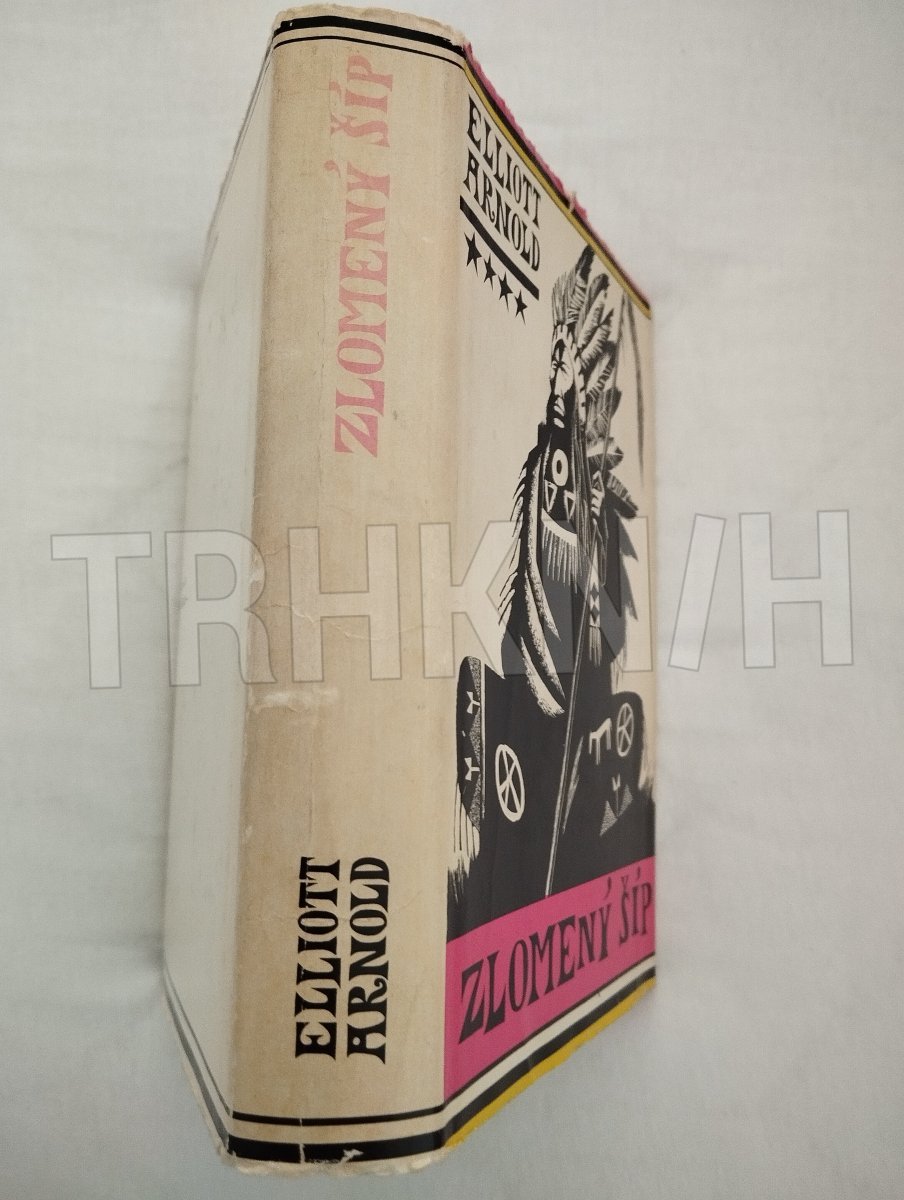 ZLOMENÝ ŠÍP
ELLIOTT
ARNOLD
ELLIOTT
ARNOLD
ZLOMENÝ ŠÍP
TRHKNIH